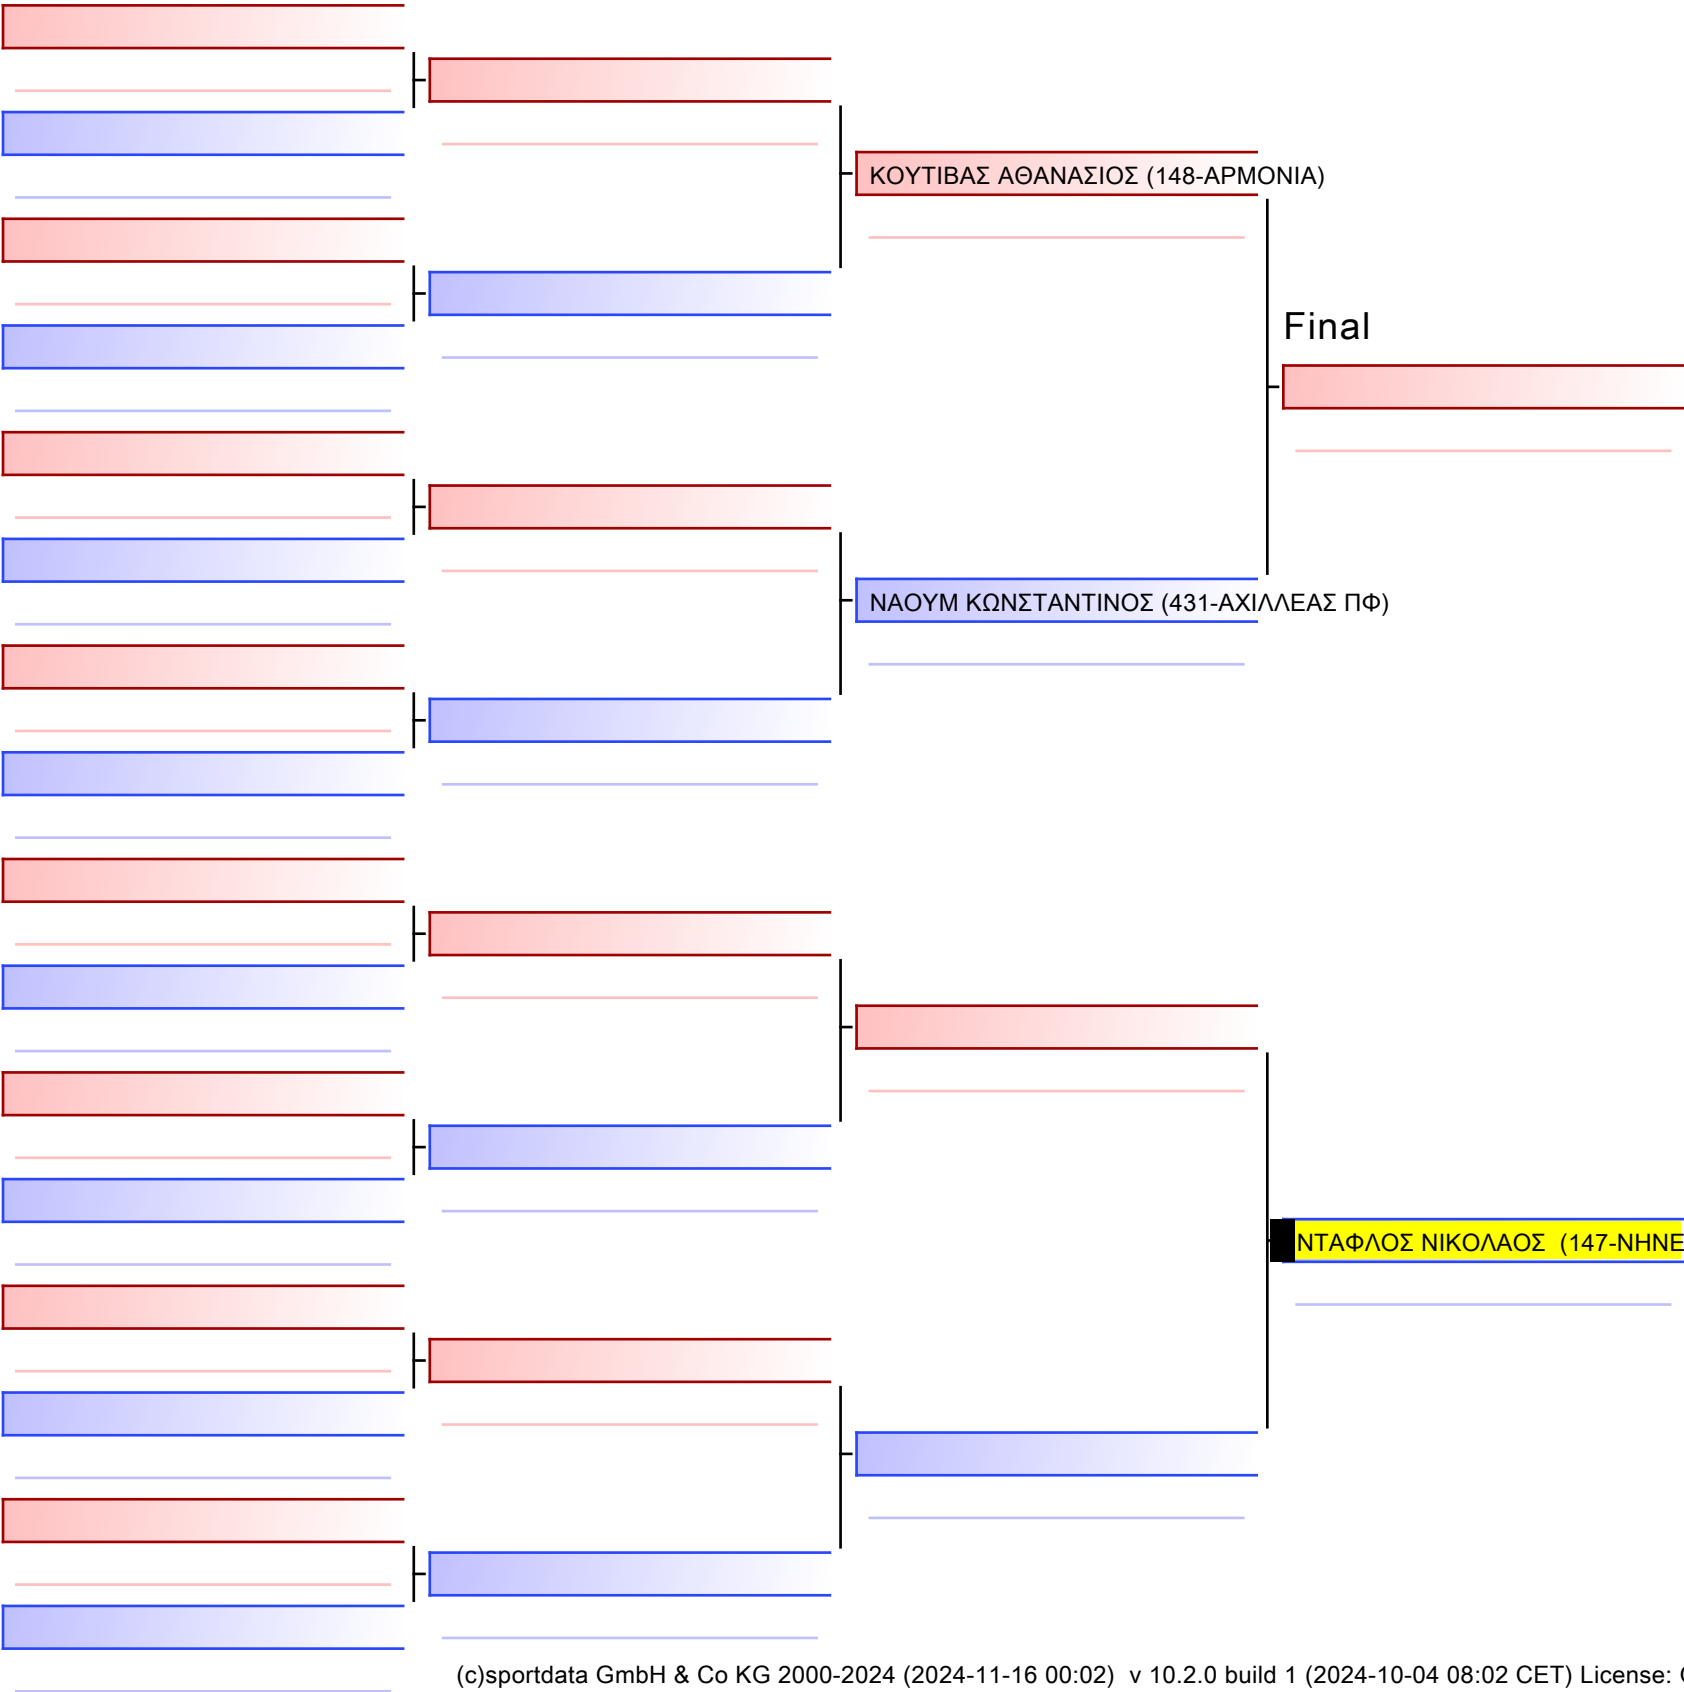 ΚΟΥΤΙΒΑΣ ΑΘΑΝΑΣΙΟΣ (148-ΑΡΜΟΝΙΑ)
Final
ΝΑΟΥΜ ΚΩΝΣΤΑΝΤΙΝΟΣ (431-ΑΧΙΛΛΕΑΣ ΠΦ)
ΝΤΑΦΛΟΣ ΝΙΚΟΛΑΟΣ (147-ΝΗΝΕ
(c)sportdata GmbH & Co KG 2000-2024 (2024-11-16 00:02) v 10.2.0 build 1 (2024-10-04 08:02 CET) License: